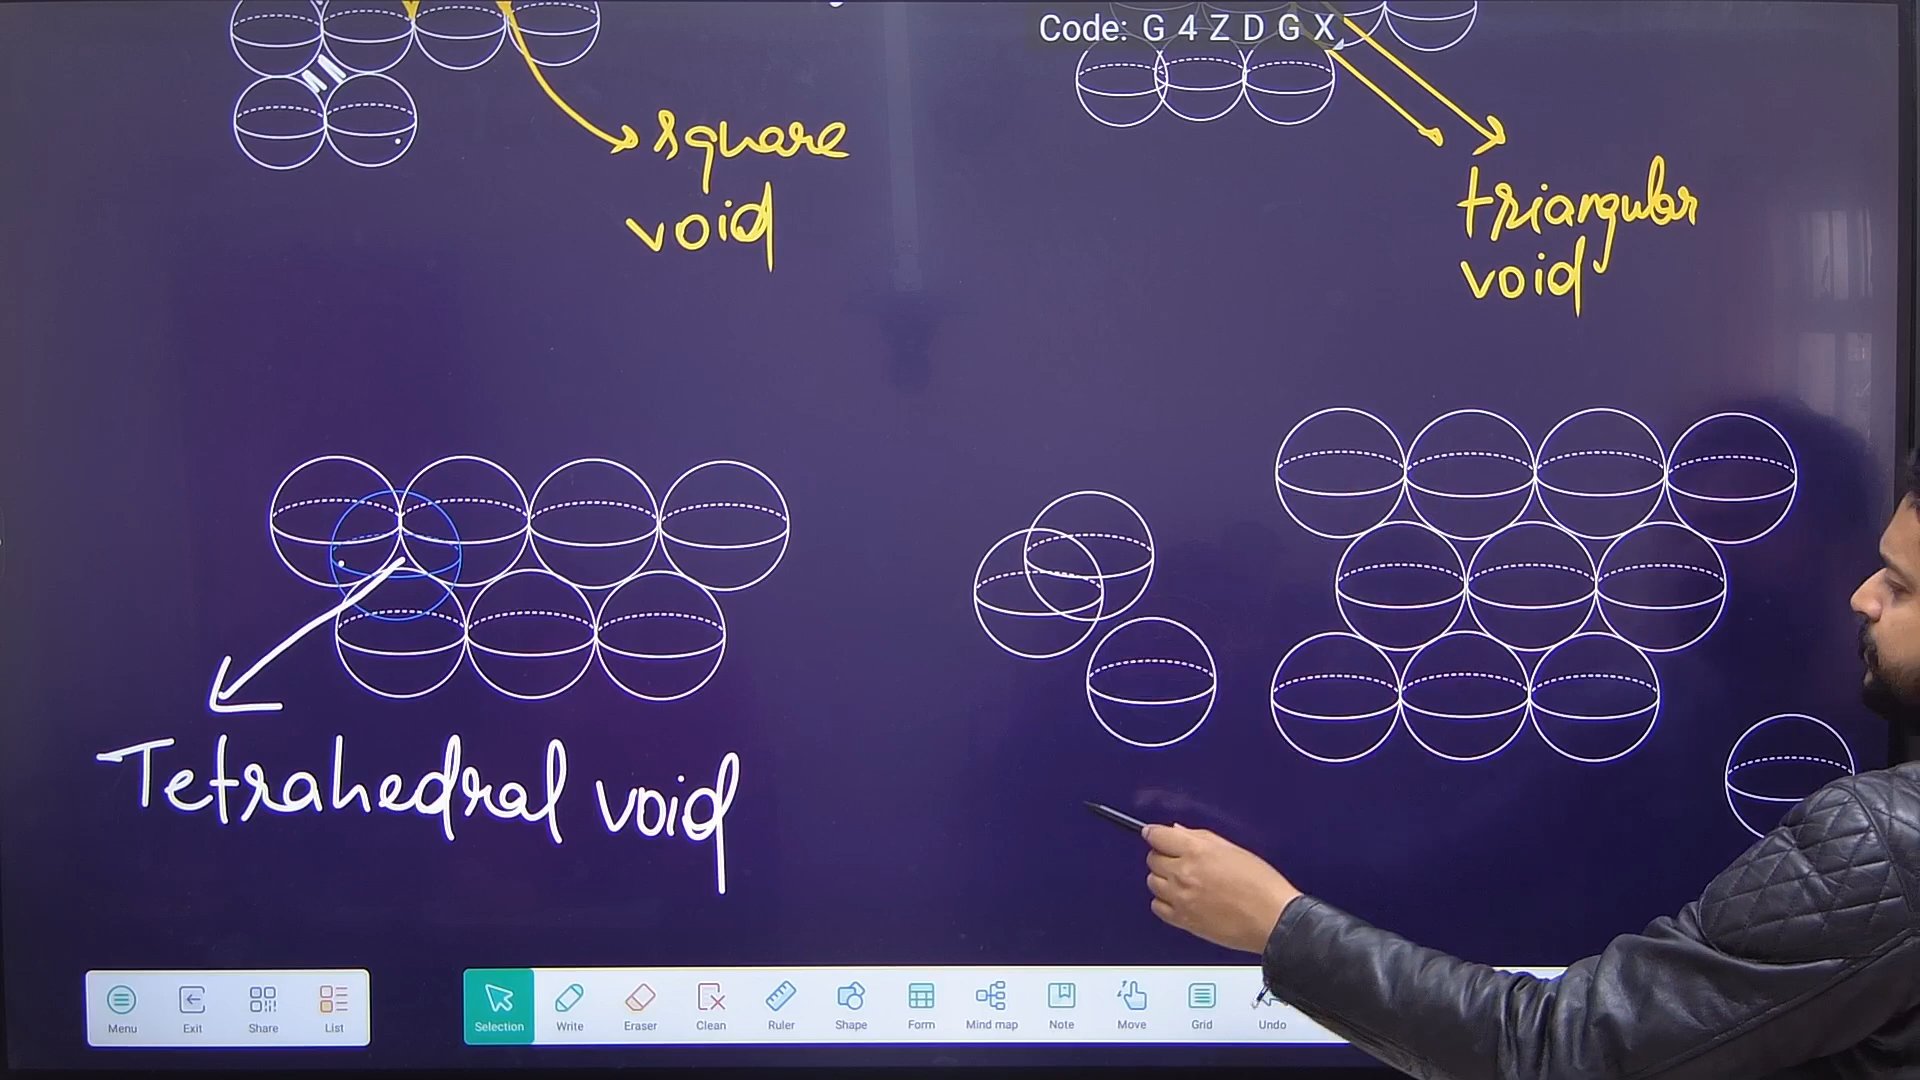 Code: G 4 Z D G X
square
void
triangular
void
Tetrahedral void
Menu
Exit
Share
List
Selection
Write
Eraser
Clean
Ruler
Shape
Form
Mind map
Note
Move
Grid
Undo